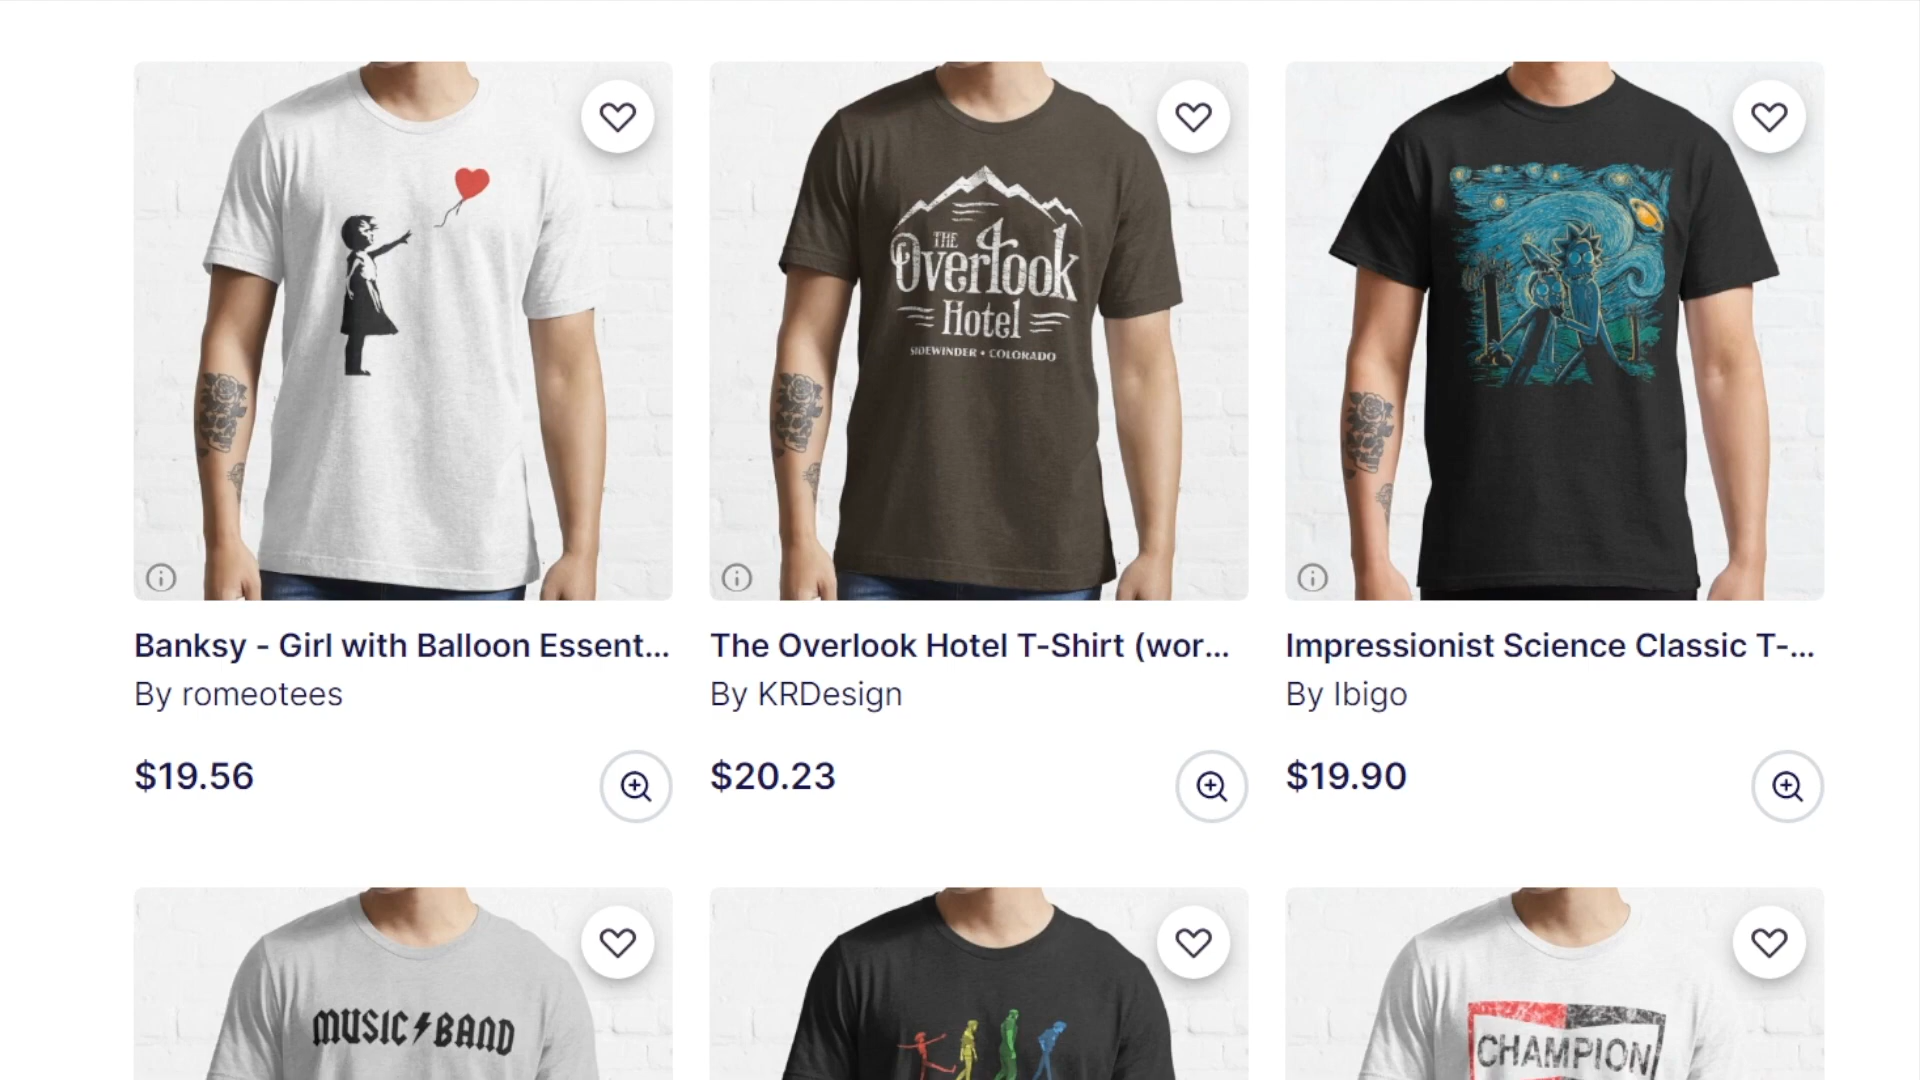 THE
Overlook
Hotel
SIDEWINDER • COLORADO
Banksy - Girl with Balloon Essent...
By romeotees
$19.56
The Overlook Hotel T-Shirt (wor...
By KRDesign
$20.23
Impressionist Science Classic T-...
By Ibigo
$19.90
MUSIC BAND
CHAMPION